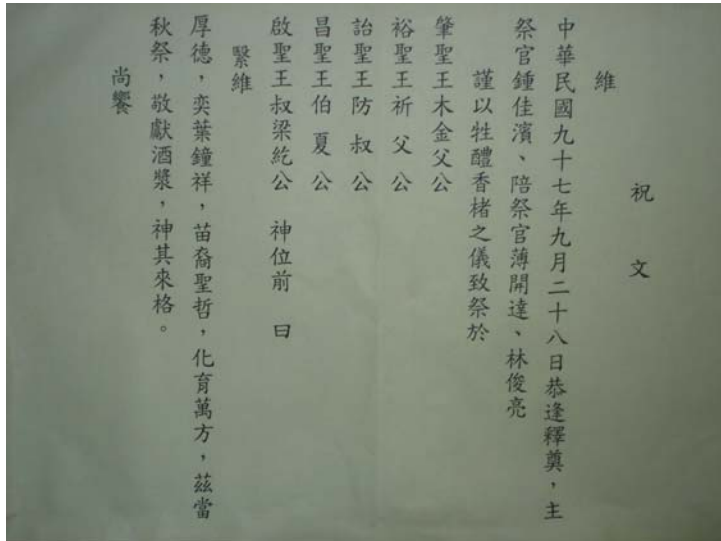 祝文
維
中華民國九十七年九月二十八日恭逢釋奠，主
祭官鍾佳濱、陪祭官薄開達、林俊亮
謹以牲醴香楮之儀致祭於
肇聖王木金父公
裕聖王祈父公
詒聖王防叔公
昌聖王伯夏公
啟聖王叔梁紇公　神位前　曰
緊維
厚德，奕葉鐘祥，苗裔聖哲，化育萬方，茲當
秋祭，敬獻酒漿，神其來格。
尚饗